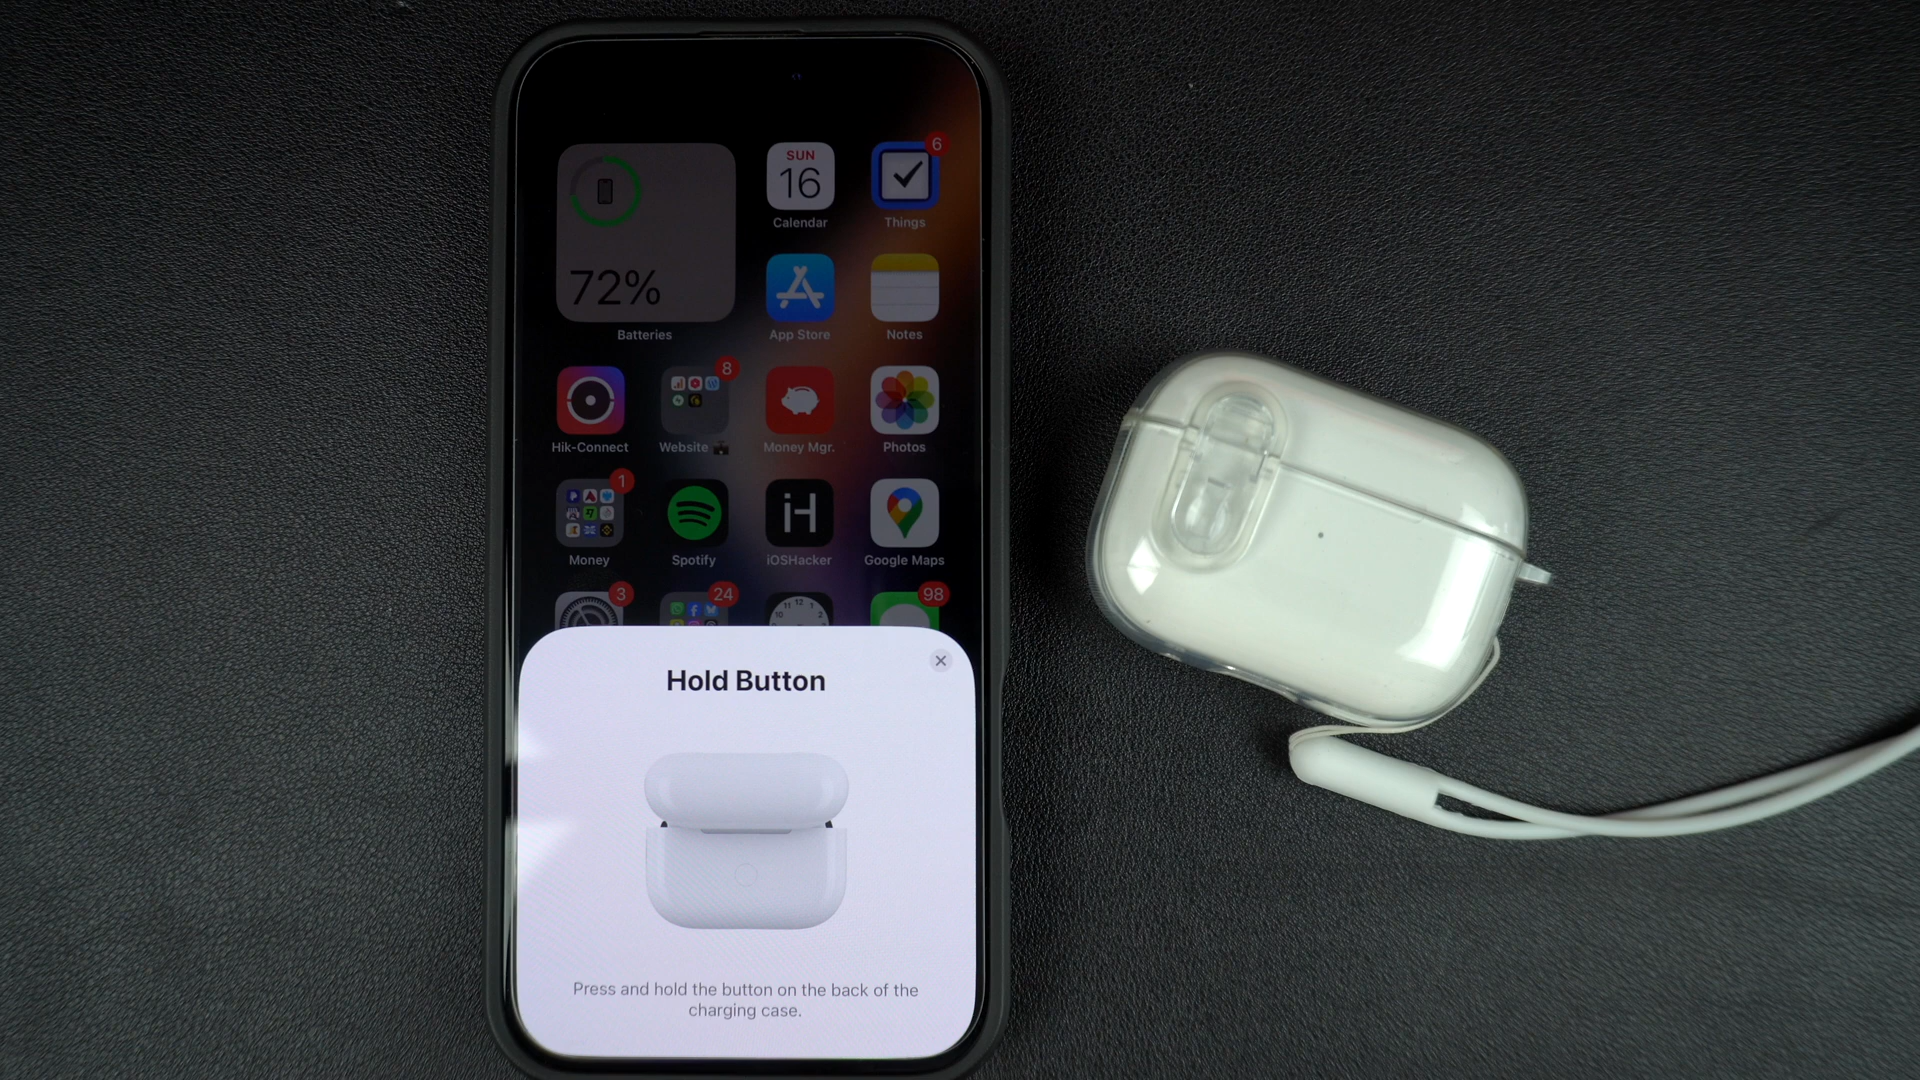 SUN
16
Calendar
6
Things
72%
Batteries
App Store
Notes
Hik-Connect
8
Website
Money Mgr.
Photos
1
Money
Spotify
iH
iOSHacker
Google Maps
3
24
98
Hold Button
Press and hold the button on the back of the
charging case.